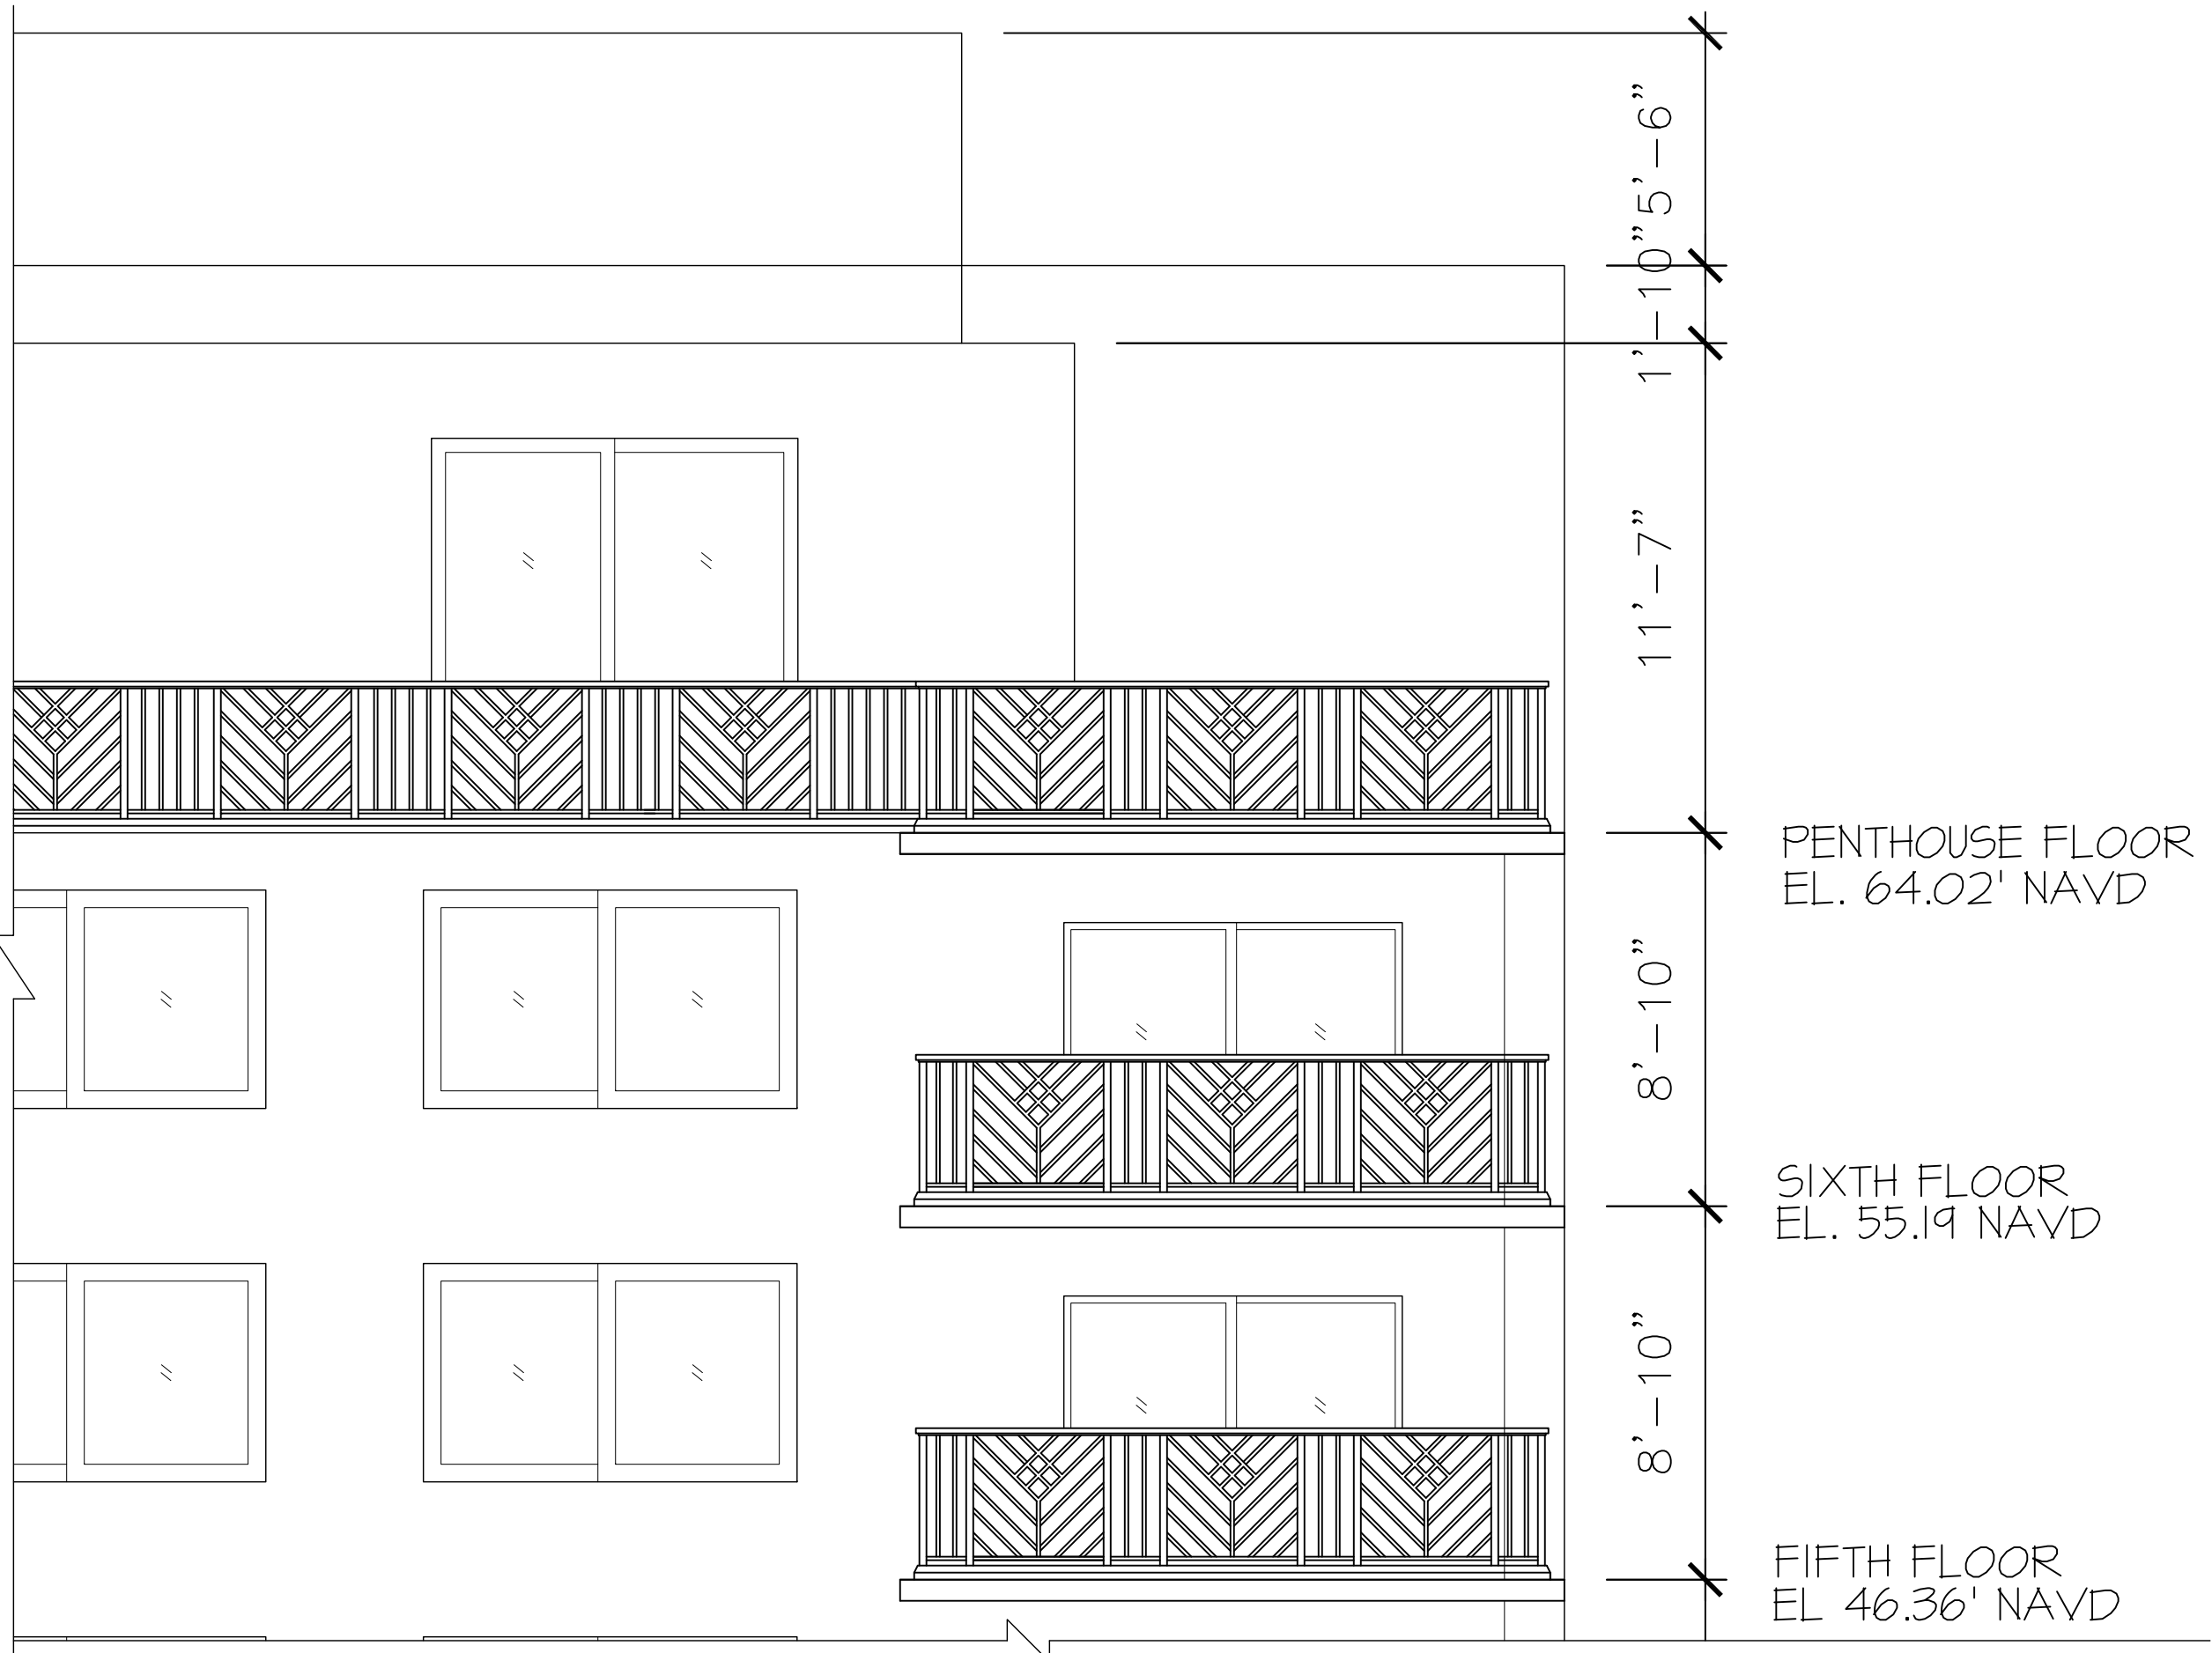 5'-6"
1'-10"
11'-7"
PENTHOUSE FLOOR
EL. 64.02' NAVD
8'-10"
SIXTH FLOOR
EL. 55.19 NAVD
8'-10"
FIFTH FLOOR
EL 46.36' NAVD